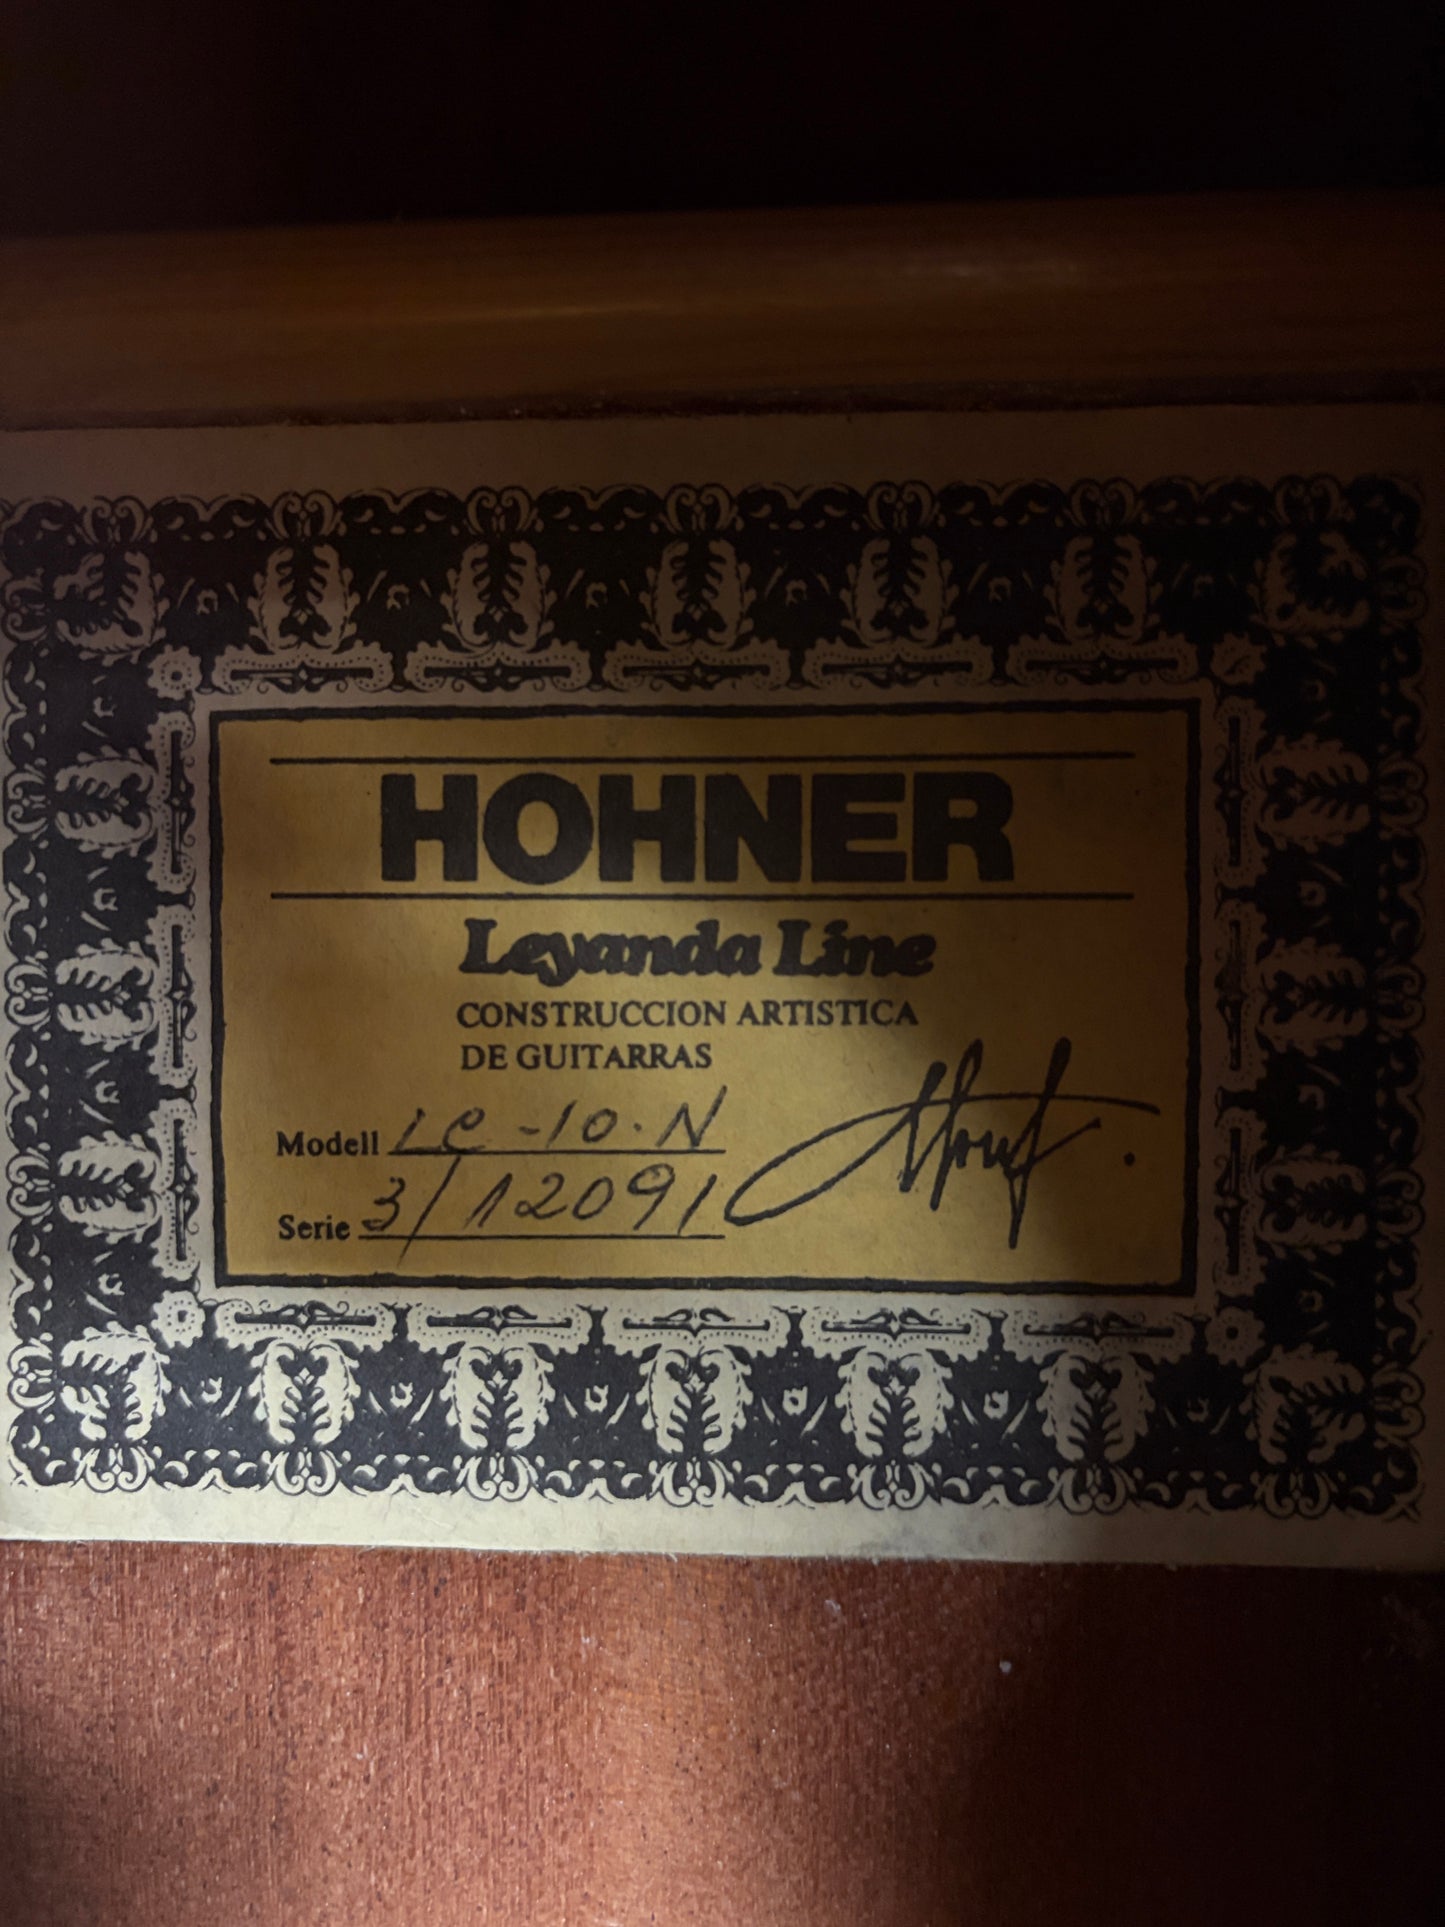 HOHNER
Leyanda Line
CONSTRUCCION ARTISTICA
DE GUITARRAS
Modell LC-10.N
Serie 3/12091